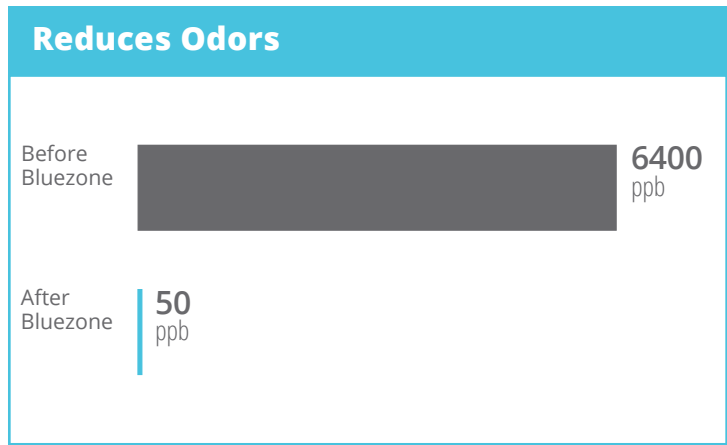 Reduces Odors
Before
Bluezone
6400
ppb
After
Bluezone
50
ppb